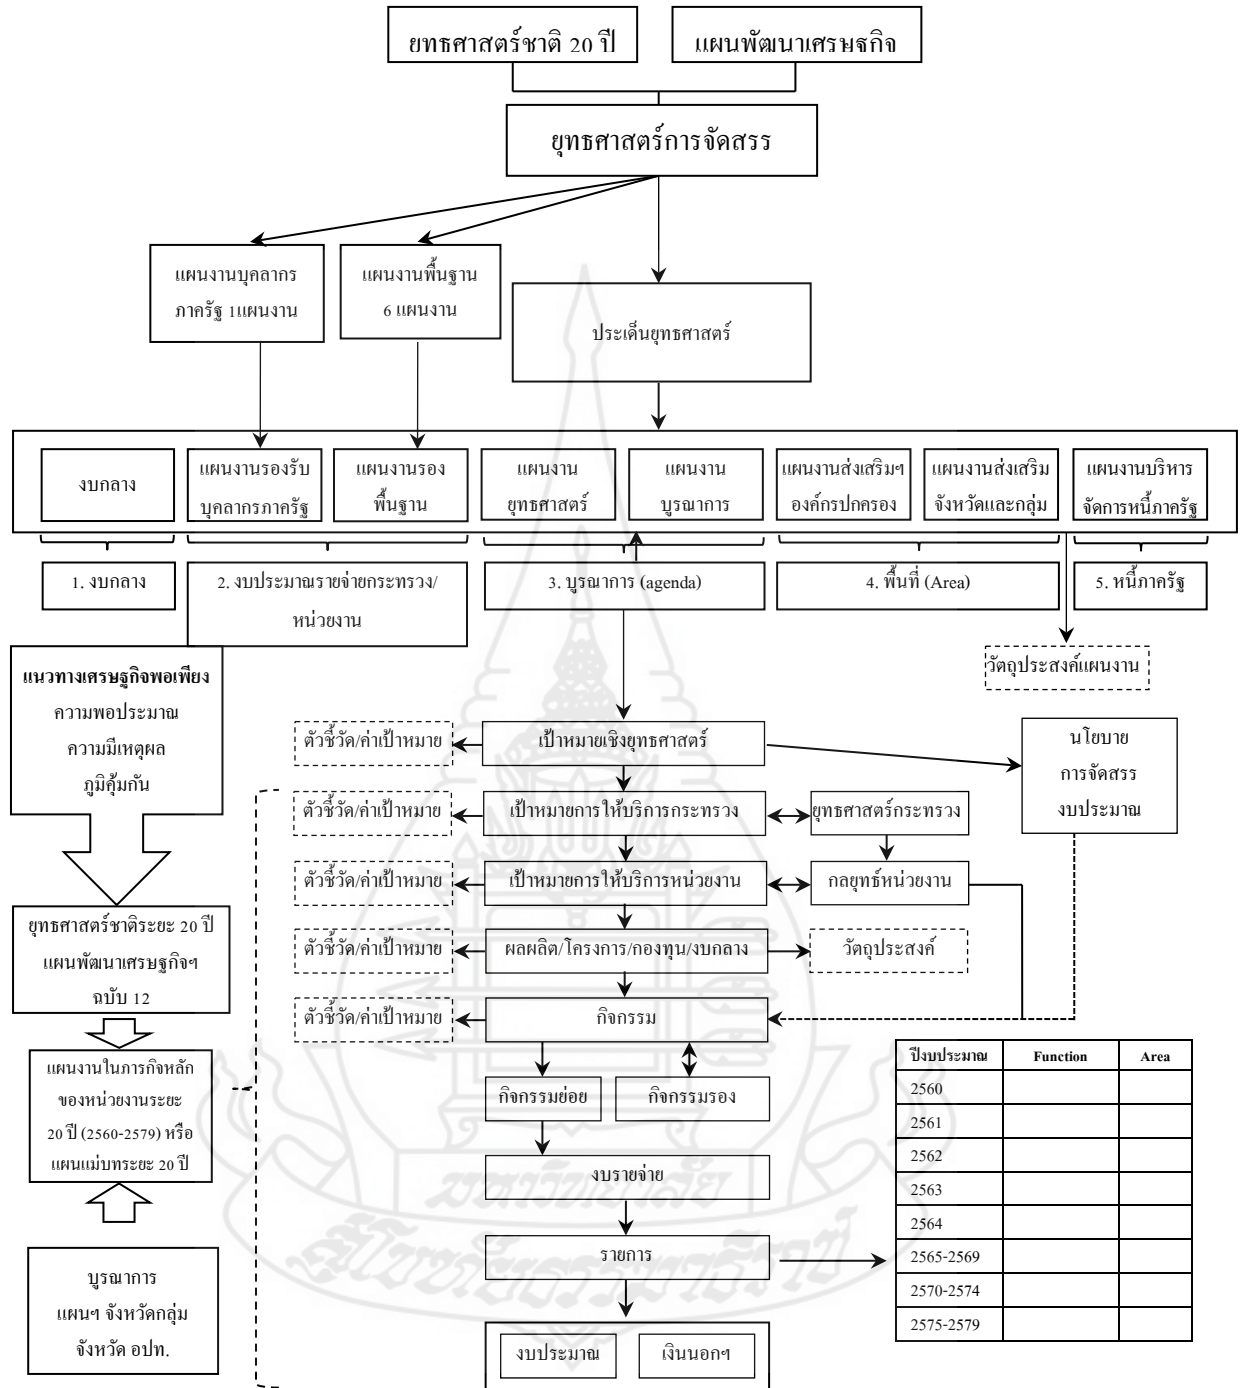 ยทธศาสตร์ชาติ 20 ปี
แผนพัฒนาเศรษฐกิจ
ยุทธศาสตร์การจัดสรร
แผนงานบุคลากร
ภาครัฐ 1แผนงาน
แผนงานพื้นฐาน
6 แผนงาน
ประเด็นยุทธศาสตร์
งบกลาง
แผนงานรองรับ
บุคลากรภาครัฐ
แผนงานรอง
พื้นฐาน
แผนงาน
ยุทธศาสตร์
แผนงาน
บูรณาการ
แผนงานส่งเสริมฯ
องค์กรปกครอง
แผนงานส่งเสริม
จังหวัดและกลุ่ม
แผนงานบริหาร
จัดการหนี้ภาครัฐ
1. งบกลาง
2. งบประมาณรายจ่ายกระทรวง/
หน่วยงาน
3. บูรณาการ (agenda)
4. พื้นที่ (Area)
5. หนี้ภาครัฐ
วัตถุประสงค์แผนงาน
แนวทางเศรษฐกิจพอเพียง
ความพอประมาณ
ความมีเหตุผล
ภูมิคุ้มกัน
ตัวชี้วัด/ค่าเป้าหมาย
เป้าหมายเชิงยุทธศาสตร์
นโยบาย
การจัดสรร
งบประมาณ
ตัวชี้วัด/ค่าเป้าหมาย
เป้าหมายการให้บริการกระทรวง
ยุทธศาสตร์กระทรวง
ตัวชี้วัด/ค่าเป้าหมาย
เป้าหมายการให้บริการหน่วยงาน
กลยุทธ์หน่วยงาน
ยุทธศาสตร์ชาติระยะ 20 ปี
แผนพัฒนาเศรษฐกิจฯ
ฉบับ 12
ตัวชี้วัด/ค่าเป้าหมาย
ผลผลิต/โครงการ/กองทุน/งบกลาง
วัตถุประสงค์
ตัวชี้วัด/ค่าเป้าหมาย
กิจกรรม
แผนงานในภารกิจหลัก
ของหน่วยงานระยะ
20 ปี (2560-2579) หรือ
แผนแม่บทระยะ 20 ปี
กิจกรรมย่อย
กิจกรรมรอง
งบรายจ่าย
รายการ
บูรณาการ
แผนฯ จังหวัดกลุ่ม
จังหวัด อปท.
งบประมาณ
เงินนอกฯ
ปีงบประมาณ Function Area
2560
2561
2562
2563
2564
2565-2569
2570-2574
2575-2579
มหาวิทยาลัย
สุโขทัยธรรมาธิราช